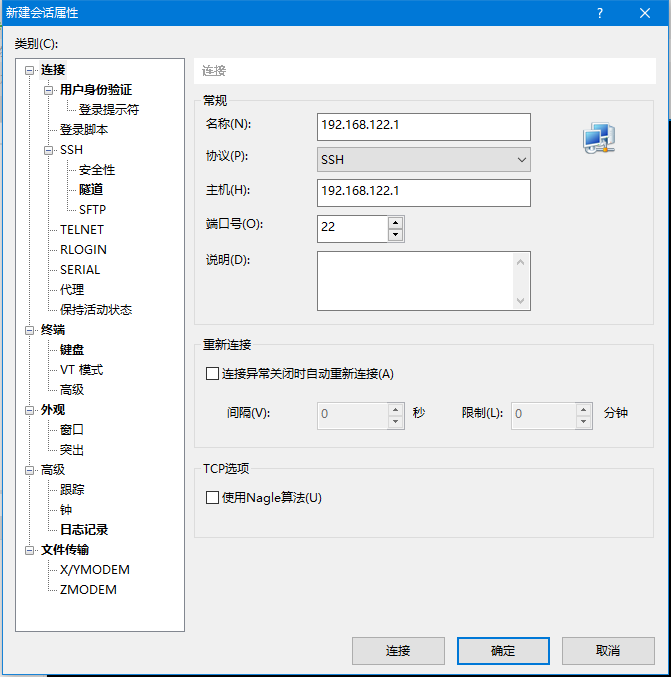 新建会话属性
?
类别(C):
连接
用户身份验证
登录提示符
登录脚本
SSH
安全性
隧道
SFTP
TELNET
RLOGIN
SERIAL
代理
保持活动状态
终端
键盘
VT 模式
高级
外观
窗口
突出
高级
跟踪
钟
日志记录
文件传输
X/YMODEM
ZMODEM
连接
常规
名称(N): 192.168.122.1
协议(P): SSH
主机(H): 192.168.122.1
端口号(O): 22
说明(D):
重新连接
连接异常关闭时自动重新连接(A)
间隔(V): 0 秒 限制(L): 0 分钟
TCP选项
使用Nagle算法(U)
连接 确定 取消